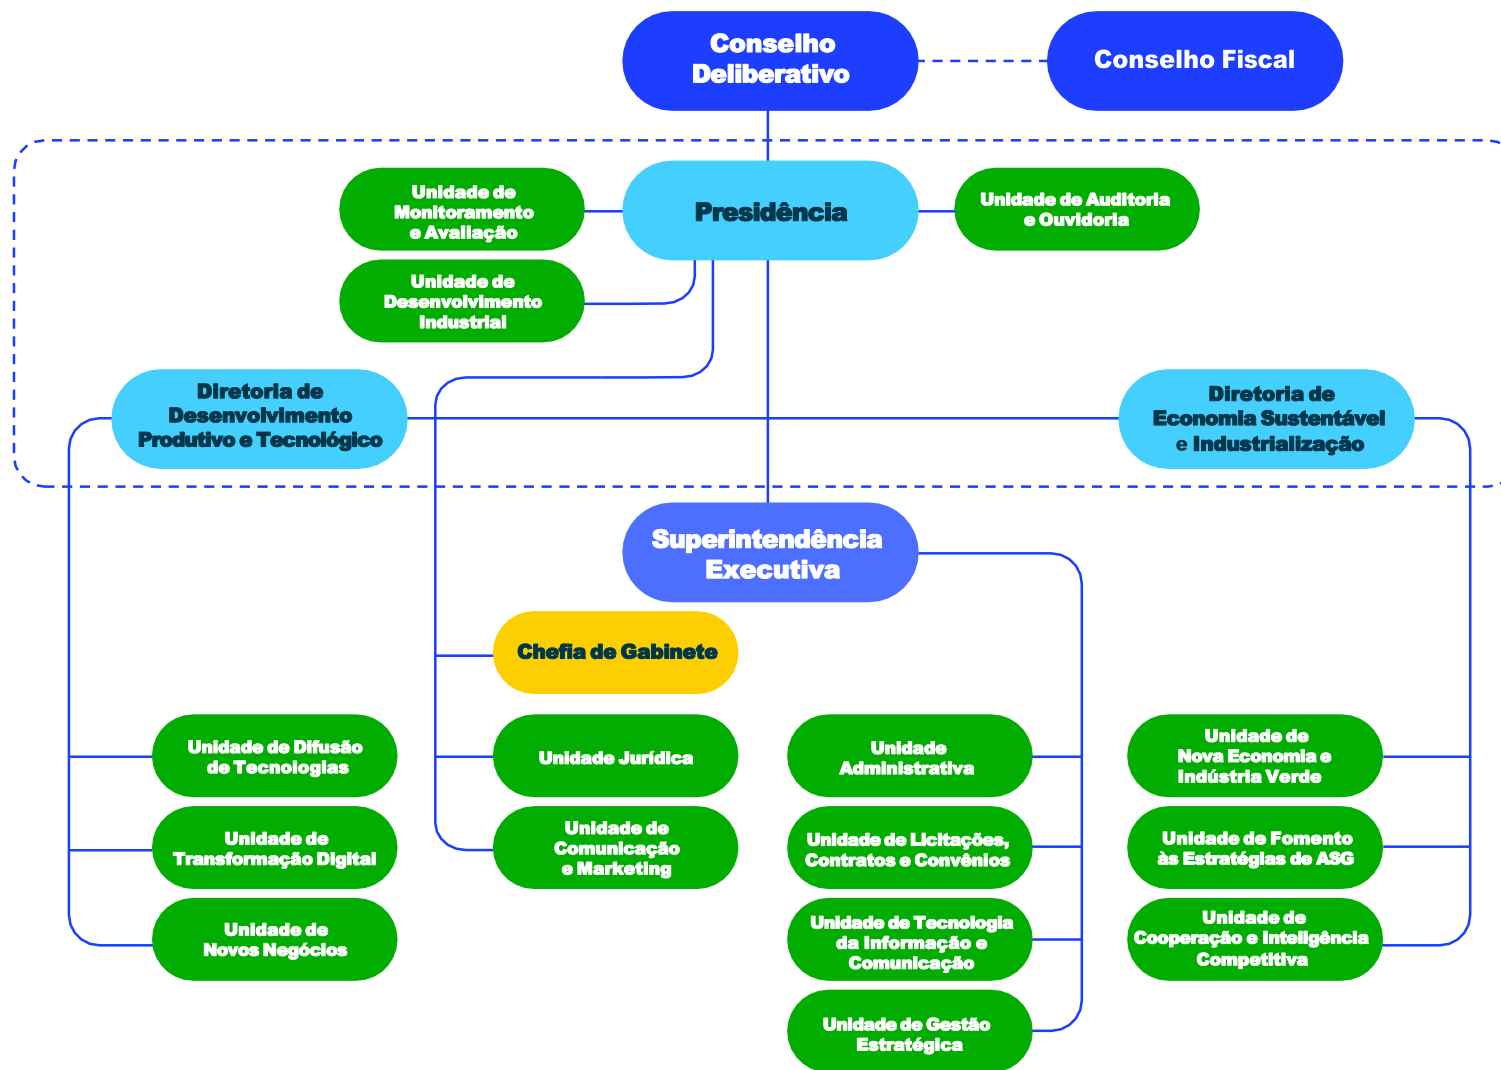 Conselho
Deliberativo
Conselho Fiscal
Unidade de
Monitoramento
e Avaliação
Presidência
Unidade de Auditoria
e Ouvidoria
Unidade de
Desenvolvimento
Industrial
Diretoria de
Desenvolvimento
Produtivo e Tecnológico
Diretoria de
Economia Sustentável
e Industrialização
Superintendência
Executiva
Chefia de Gabinete
Unidade de Difusão
de Tecnologias
Unidade de
Transformação Digital
Unidade de
Novos Negócios
Unidade Jurídica
Unidade de
Comunicação
e Marketing
Unidade
Administrativa
Unidade de Licitações,
Contratos e Convênios
Unidade de Tecnologia
da Informação e
Comunicação
Unidade de Gestão
Estratégica
Unidade de
Nova Economia e
Indústria Verde
Unidade de Fomento
às Estratégias de ASG
Unidade de
Cooperação e Inteligência
Competitiva